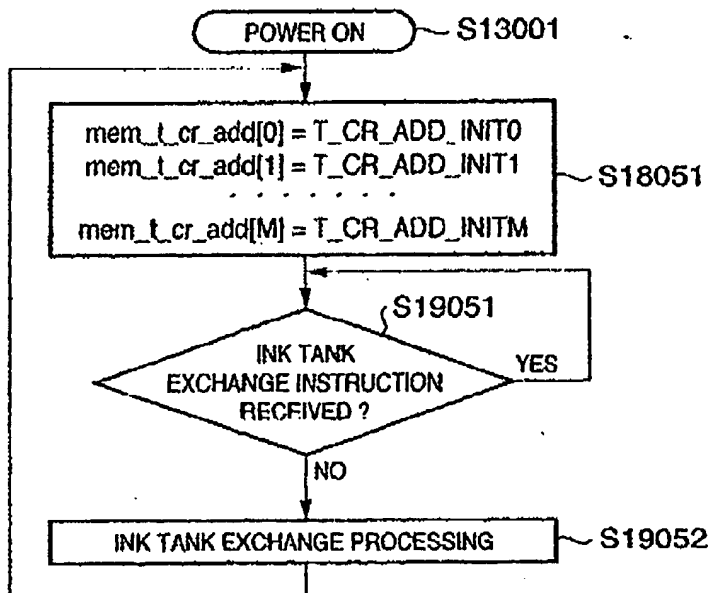 POWER ON
S13001
mem_t_cr_add[0] = T_CR_ADD_INIT0
mem_t_cr_add[1] = T_CR_ADD_INIT1
. . . . . . .
mem_t_cr_add[M] = T_CR_ADD_INITM
S18051
S19051
INK TANK
EXCHANGE INSTRUCTION
RECEIVED ?
YES
NO
INK TANK EXCHANGE PROCESSING
S19052